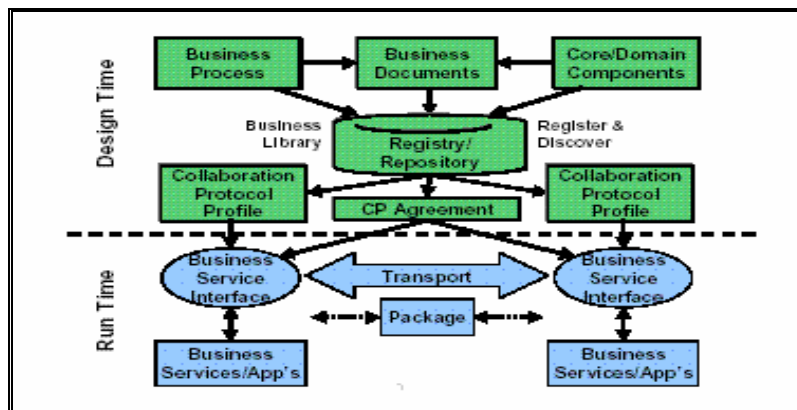 Design Time
Business
Process
Business
Documents
Core/Domain
Components
Business
Library
Registry/
Repository
Register &
Discover
Collaboration
Protocol
Profile
CP Agreement
Collaboration
Protocol
Profile
Run Time
Business
Service
Interface
Transport
Business
Service
Interface
Package
Business
Services/App's
Business
Services/App's